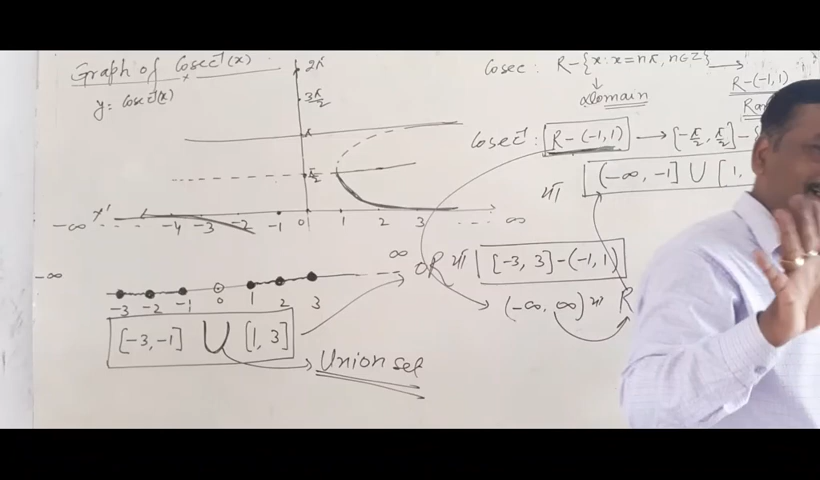 Graph of Cosec⁻¹(x)
y = Cosec⁻¹(x)
2π
3π/2
π
π/2
x' -4 -3 -2 -1 0 1 2 3
-∞ ∞
-∞ ∞
-3 -2 -1 0 1 2 3
[-3,-1] ∪ [1, 3]
Union set
Cosec : R-{x : x=nπ, n∈Z} →
Domain
R-(-1,1)
Cosec⁻¹ : R-(-1,1) → [-π/2, π/2] -
या (-∞, -1] ∪ [1,
OR या [-3, 3]-(-1,1)
(-∞, ∞) या R